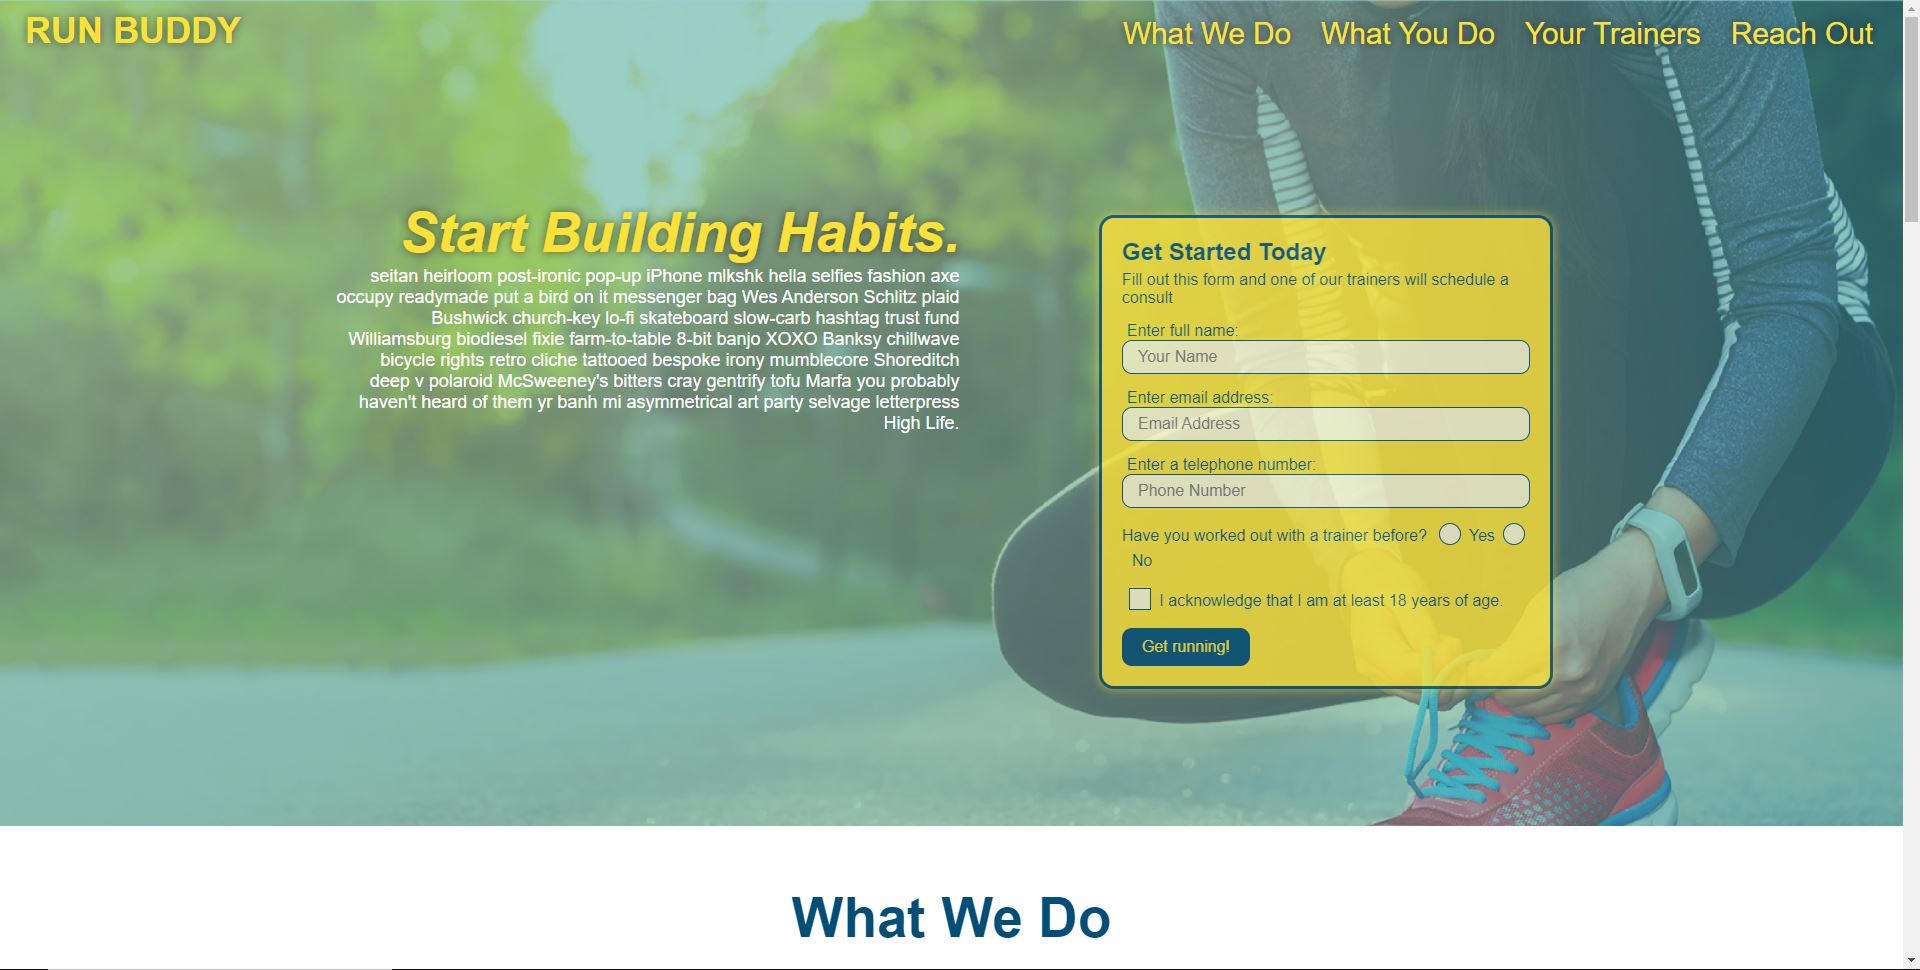 RUN BUDDY
What We Do What You Do Your Trainers Reach Out
Start Building Habits.
seitan heirloom post-ironic pop-up iPhone mlkshk hella selfies fashion axe
occupy readymade put a bird on it messenger bag Wes Anderson Schlitz plaid
Bushwick church-key lo-fi skateboard slow-carb hashtag trust fund
Williamsburg biodiesel fixie farm-to-table 8-bit banjo XOXO Banksy chillwave
bicycle rights retro cliche tattooed bespoke irony mumblecore Shoreditch
deep v polaroid McSweeney's bitters cray gentrify tofu Marfa you probably
haven't heard of them yr banh mi asymmetrical art party selvage letterpress
High Life.
Get Started Today
Fill out this form and one of our trainers will schedule a
consult
Enter full name:
Your Name
Enter email address:
Email Address
Enter a telephone number:
Phone Number
Have you worked out with a trainer before? Yes
No
I acknowledge that I am at least 18 years of age.
Get running!
What We Do